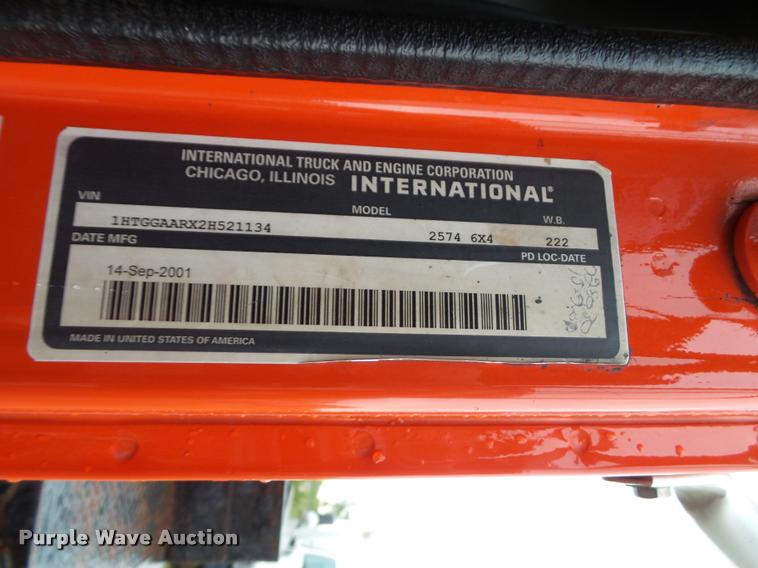 INTERNATIONAL TRUCK AND ENGINE CORPORATION
CHICAGO, ILLINOIS INTERNATIONAL®
VIN MODEL W.B.
1HTGGAARX2H521134 2574 6X4 222
DATE MFG PD LOC-DATE
14-Sep-2001
MADE IN UNITED STATES OF AMERICA
Purple Wave Auction